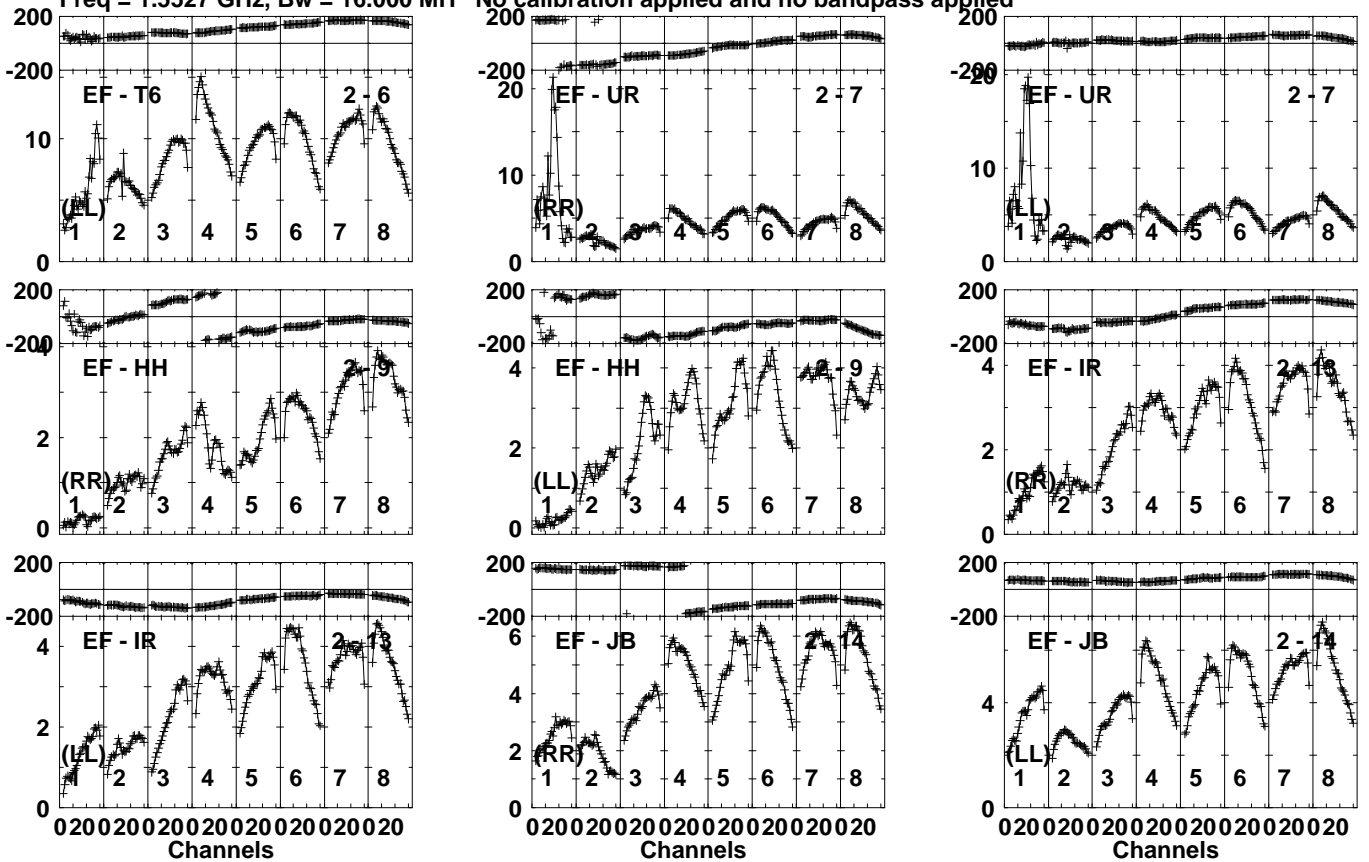 Freq = 1.5527 GHz, Bw = 16.000 MH No calibration applied and no bandpass applied
200 200 200
-200 -200 -200
EF - T6 2 - 6 20 EF - UR 2 - 7 20 EF - UR 2 - 7
10 10 10
(LL) (RR) (LL)
1 2 3 4 5 6 7 8 1 2 3 4 5 6 7 8 1 2 3 4 5 6 7 8
0 0 0
200 200 200
-200 -200 -200
4 EF - HH 2 - 9 4 EF - HH 2 - 9 4 EF - IR 2 - 13
2 2 2
(RR) (LL) (RR)
1 2 3 4 5 6 7 8 1 2 3 4 5 6 7 8 1 2 3 4 5 6 7 8
0 0 0
200 200 200
-200 -200 -200
4 EF - IR 2 - 13 6 EF - JB 2 - 14 EF - JB 2 - 14
4 4
2 2
(LL) (RR) (LL)
1 2 3 4 5 6 7 8 1 2 3 4 5 6 7 8 1 2 3 4 5 6 7 8
0 0 0
0 20 0 20 0 20 0 20 0 20 0 20 0 20 0 20 0 20 0 20 0 20 0 20 0 20 0 20 0 20 0 20 0 20 0 20 0 20 0 20 0 20 0 20 0 20 0 20
Channels Channels Channels